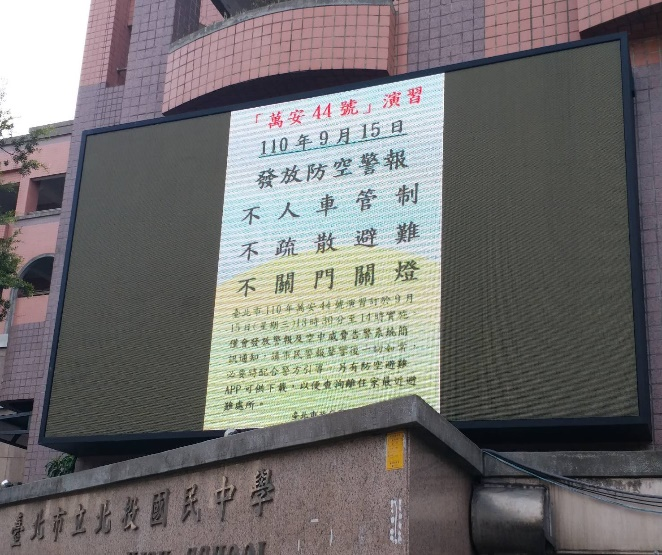 「萬安44號」演習
110年9月15日
發放防空警報
不人車管制
不疏散避難
不關門關燈
臺北市110年萬安44號演習訂於9月
15日(星期三)13時30分至14時實施
僅會發放警報及空中威脅告警系統簡
訊通知，請市民警報聲響後一切如常，
必要時配合警方引導，另有防空避難
APP可供下載，以便查詢離住家最近避
難處所。
臺北市
臺北市立北投國民中學
SCHOOL